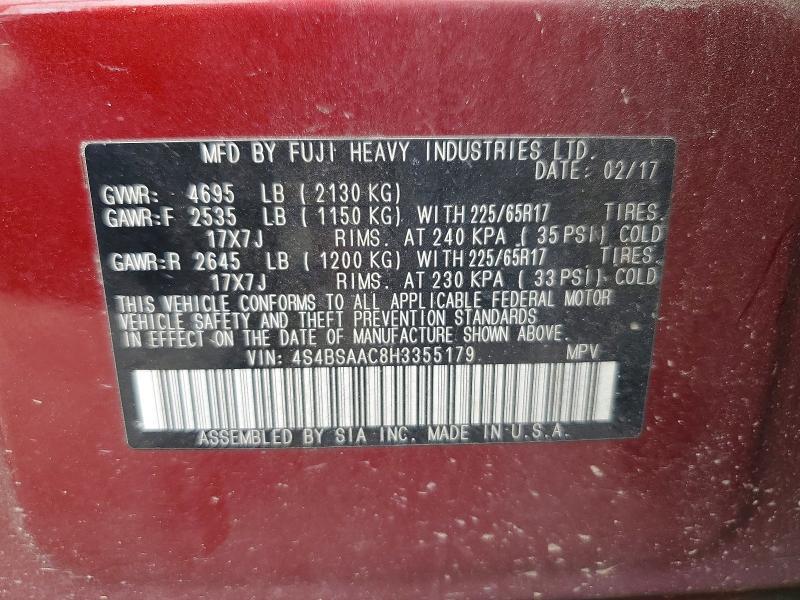 MFD BY FUJI HEAVY INDUSTRIES LTD.
DATE: 02/17
GVWR: 4695 LB ( 2130 KG)
GAWR:F 2535 LB ( 1150 KG) WITH 225/65R17 TIRES.
17X7J RIMS. AT 240 KPA ( 35 PSI) COLD
GAWR:R 2645 LB ( 1200 KG) WITH 225/65R17 TIRES.
17X7J RIMS. AT 230 KPA ( 33 PSI) COLD
THIS VEHICLE CONFORMS TO ALL APPLICABLE FEDERAL MOTOR
VEHICLE SAFETY AND THEFT PREVENTION STANDARDS
IN EFFECT ON THE DATE OF MANUFACTURE SHOWN ABOVE.
VIN: 4S4BSAAC8H3355179 MPV
ASSEMBLED BY SIA INC. MADE IN U.S.A.